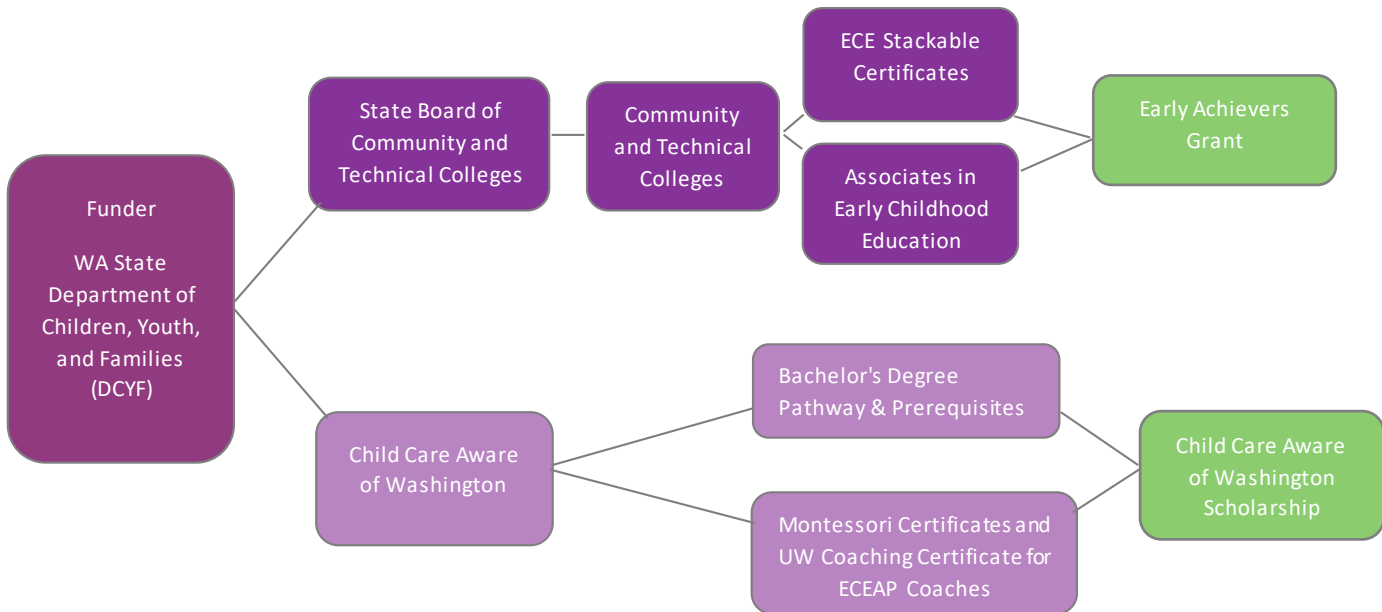 Funder
WA State
Department of
Children, Youth,
and Families
(DCYF)
State Board of
Community and
Technical Colleges
Community
and Technical
Colleges
ECE Stackable
Certificates
Associates in
Early Childhood
Education
Early Achievers
Grant
Child Care Aware
of Washington
Bachelor's Degree
Pathway & Prerequisites
Montessori Certificates and
UW Coaching Certificate for
ECEAP Coaches
Child Care Aware
of Washington
Scholarship